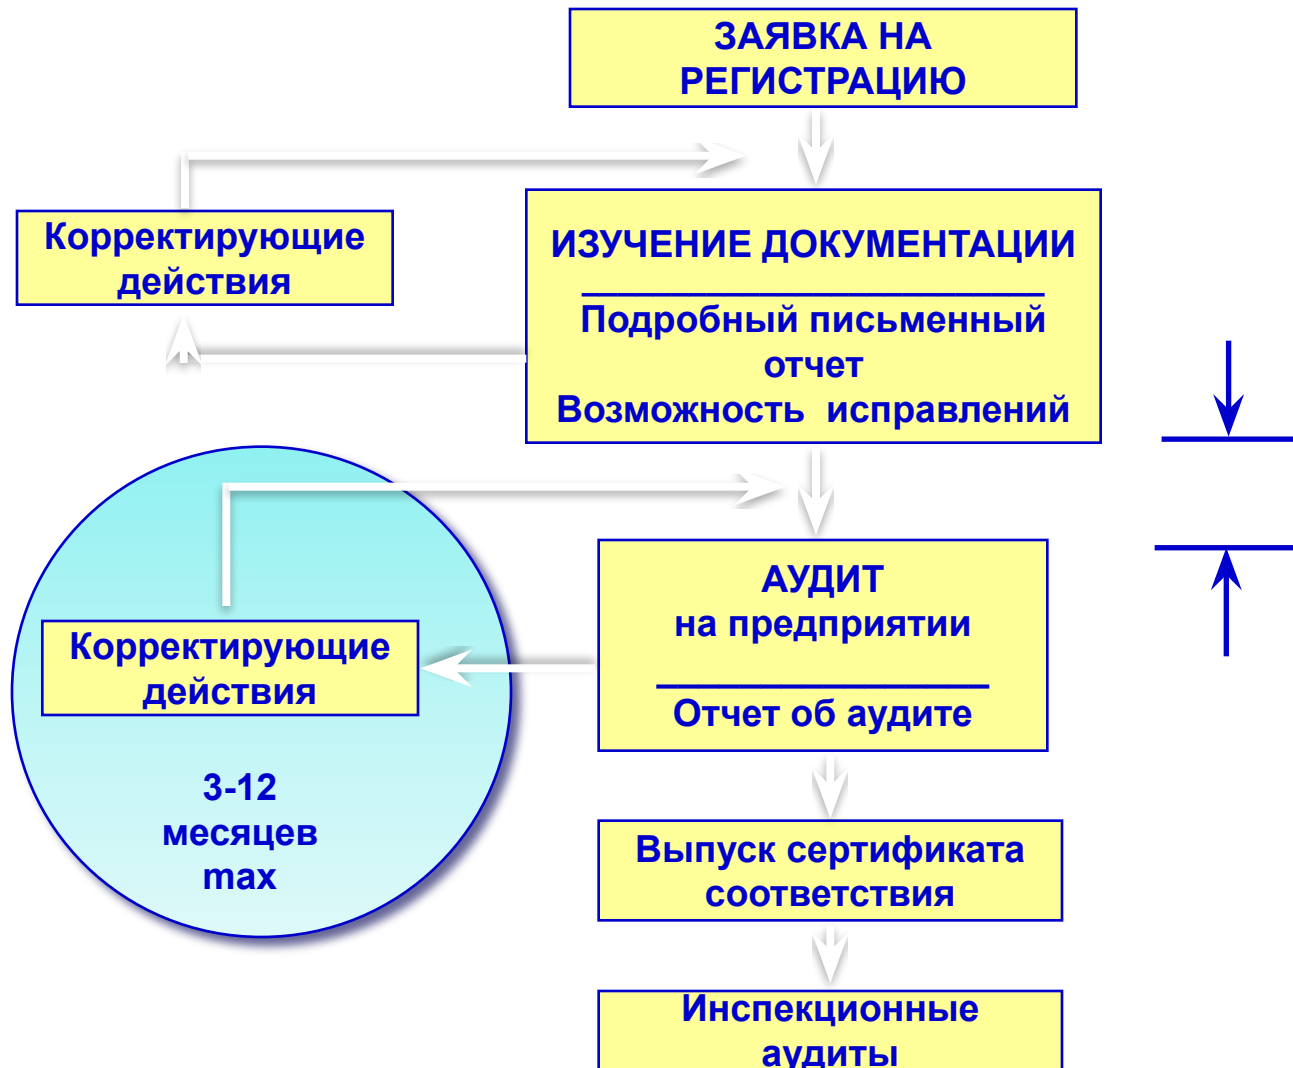 ЗАЯВКА НА
РЕГИСТРАЦИЮ
Корректирующие
действия
ИЗУЧЕНИЕ ДОКУМЕНТАЦИИ
Подробный письменный
отчет
Возможность исправлений
АУДИТ
на предприятии
Отчет об аудите
Корректирующие
действия
3-12
месяцев
max
Выпуск сертификата
соответствия
Инспекционные
аудиты